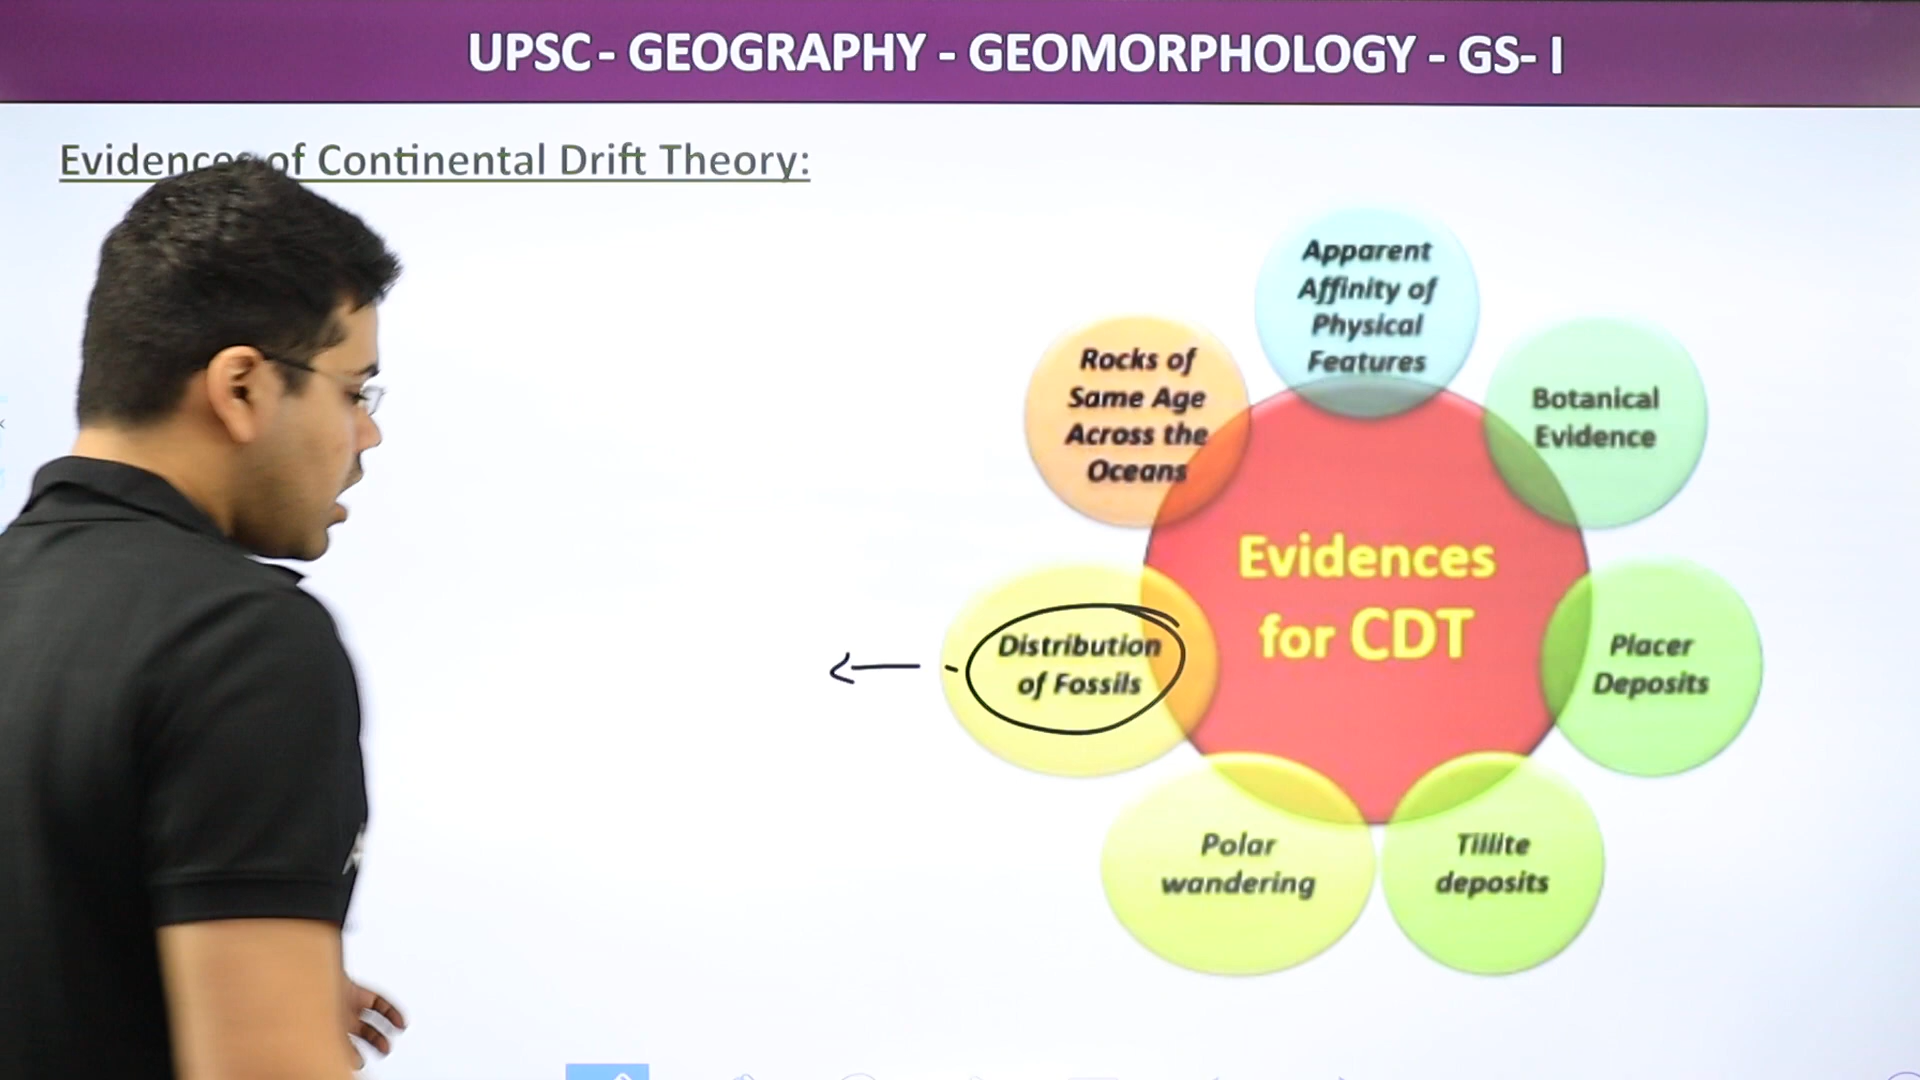 UPSC - GEOGRAPHY - GEOMORPHOLOGY - GS- I
Evidences of Continental Drift Theory:
Apparent
Affinity of
Physical
Features
Rocks of
Same Age
Across the
Oceans
Botanical
Evidence
Evidences
for CDT
Distribution
of Fossils
Placer
Deposits
Polar
wandering
Tillite
deposits